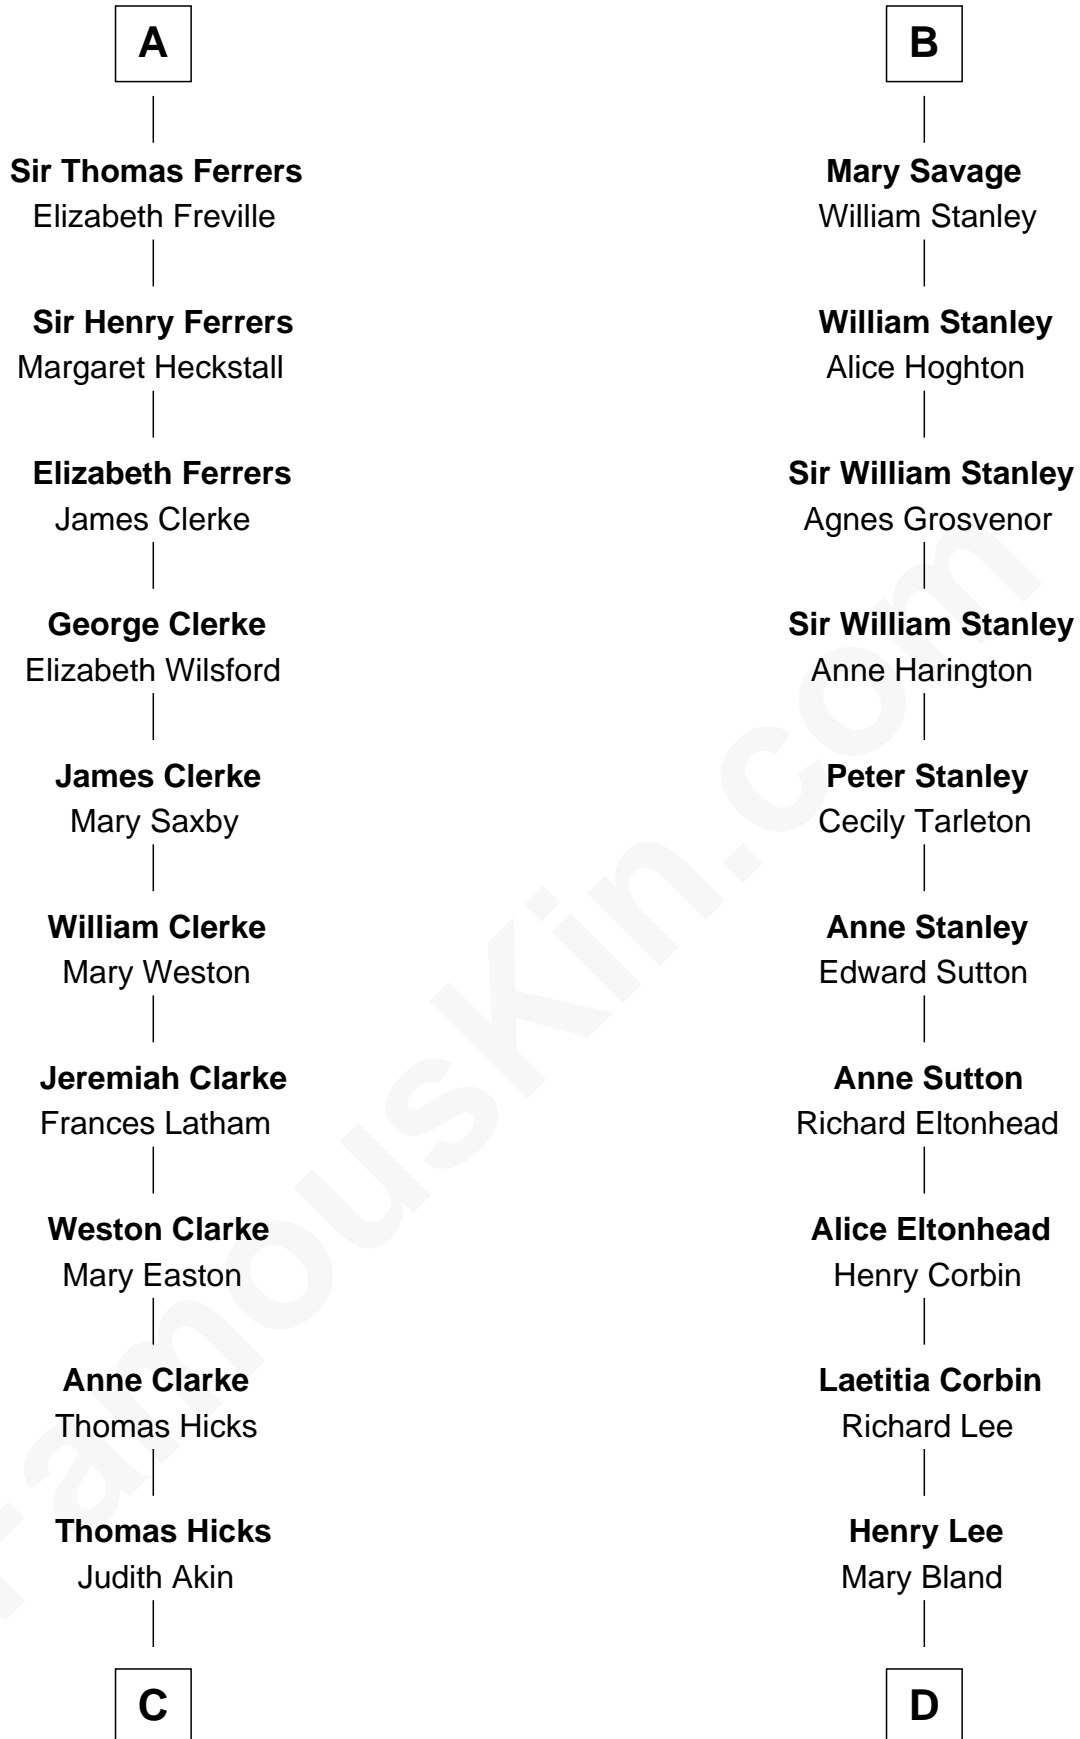 A
Sir Thomas Ferrers
Elizabeth Freville
Sir Henry Ferrers
Margaret Heckstall
Elizabeth Ferrers
James Clerke
George Clerke
Elizabeth Wilsford
James Clerke
Mary Saxby
William Clerke
Mary Weston
Jeremiah Clarke
Frances Latham
Weston Clarke
Mary Easton
Anne Clarke
Thomas Hicks
Thomas Hicks
Judith Akin
C
B
Mary Savage
William Stanley
William Stanley
Alice Hoghton
Sir William Stanley
Agnes Grosvenor
Sir William Stanley
Anne Harington
Peter Stanley
Cecily Tarleton
Anne Stanley
Edward Sutton
Anne Sutton
Richard Eltonhead
Alice Eltonhead
Henry Corbin
Laetitia Corbin
Richard Lee
Henry Lee
Mary Bland
D
FamousKin.com